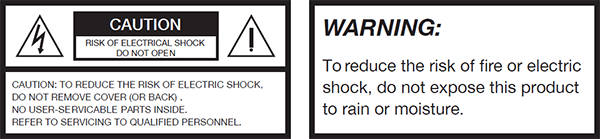 CAUTION
RISK OF ELECTRICAL SHOCK
DO NOT OPEN
CAUTION: TO REDUCE THE RISK OF ELECTRIC SHOCK,
DO NOT REMOVE COVER (OR BACK) .
NO USER-SERVICABLE PARTS INSIDE.
REFER TO SERVICING TO QUALIFIED PERSONNEL.
WARNING:
To reduce the risk of fire or electric
shock, do not expose this product
to rain or moisture.